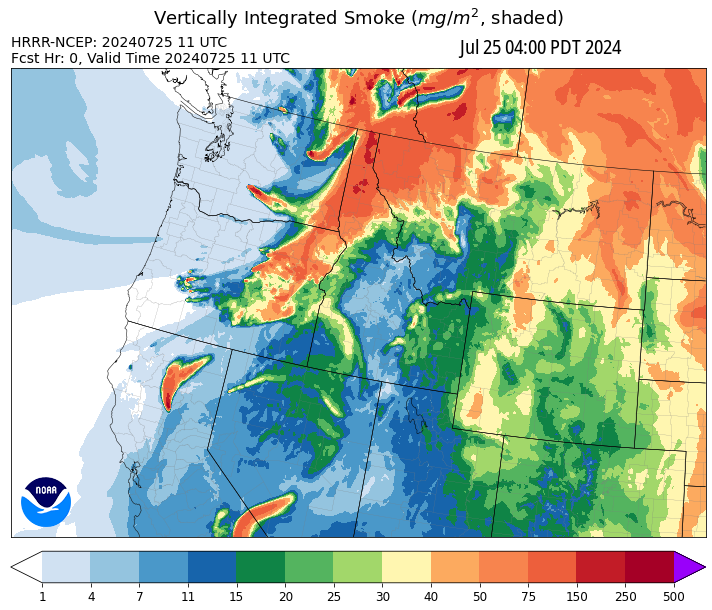 Vertically Integrated Smoke (mg/m², shaded)
HRRR-NCEP: 20240725 11 UTC
Fcst Hr: 0, Valid Time 20240725 11 UTC
Jul 25 04:00 PDT 2024
NOAA
1 4 7 11 15 20 25 30 40 50 75 150 250 500